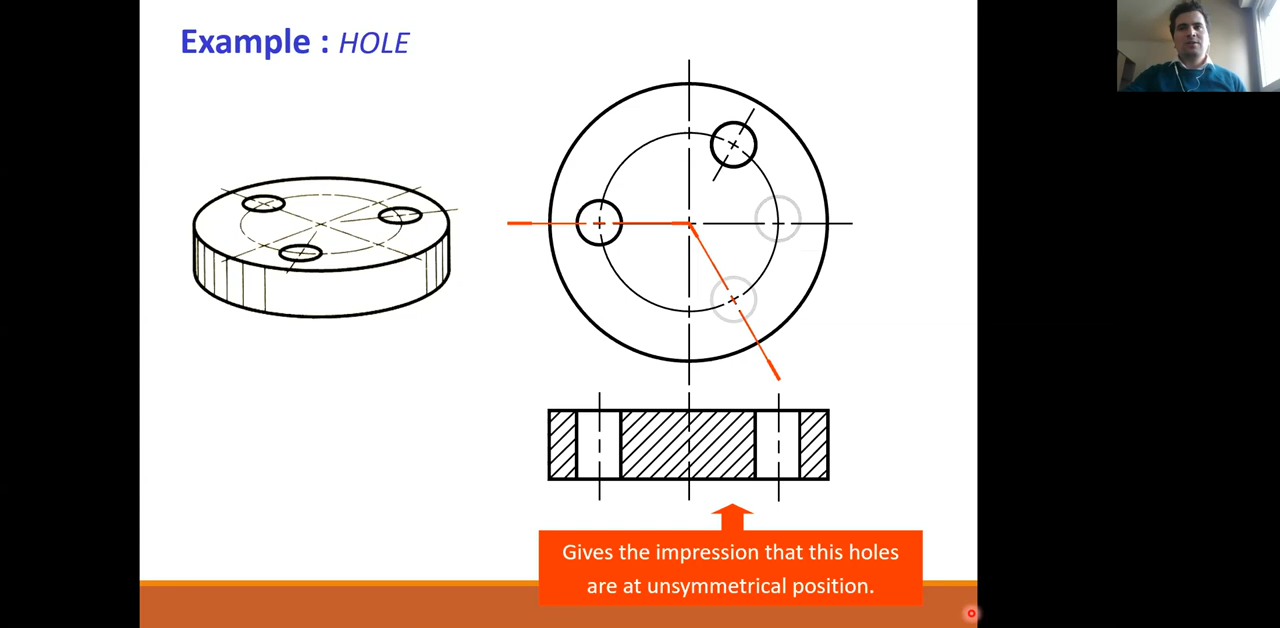 Example : HOLE
Gives the impression that this holes
are at unsymmetrical position.